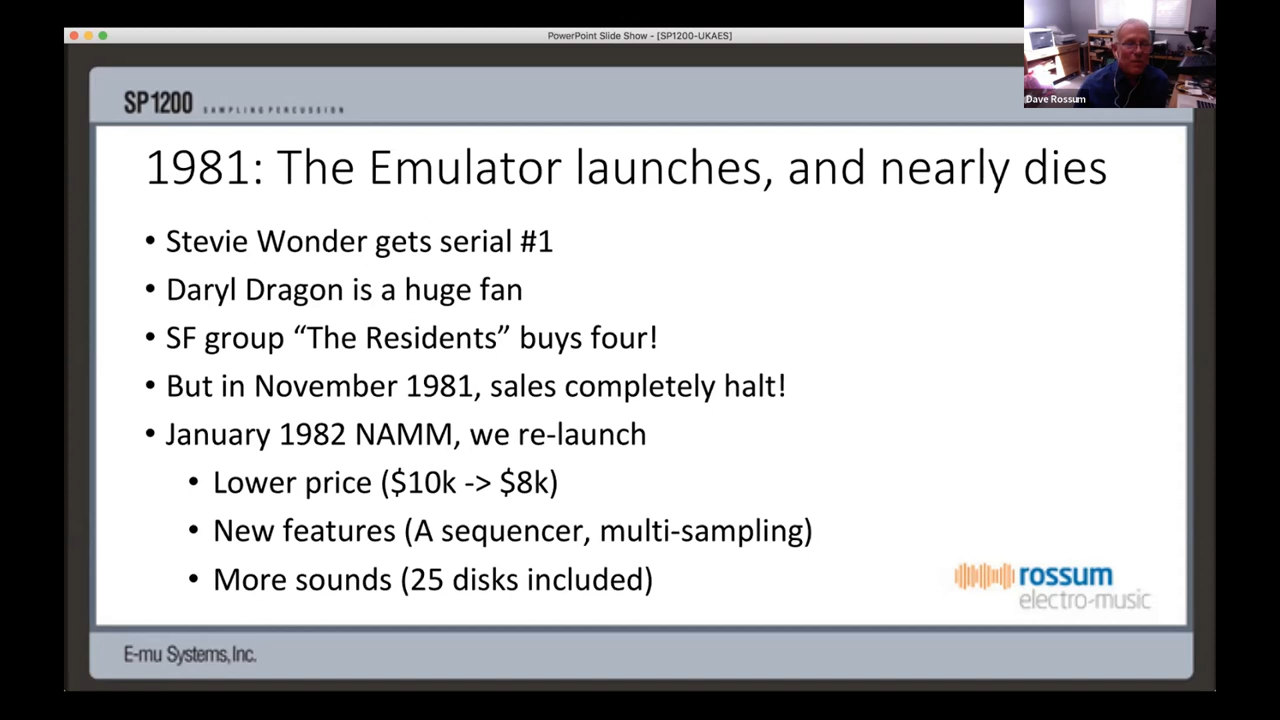 PowerPoint Slide Show - [SP1200-UKAES]
Dave Rossum
SP1200 SAMPLING PERCUSSION
1981: The Emulator launches, and nearly dies
• Stevie Wonder gets serial #1
• Daryl Dragon is a huge fan
• SF group “The Residents” buys four!
• But in November 1981, sales completely halt!
• January 1982 NAMM, we re-launch
• Lower price ($10k -> $8k)
• New features (A sequencer, multi-sampling)
• More sounds (25 disks included)
rossum
electro-music
E-mu Systems, Inc.